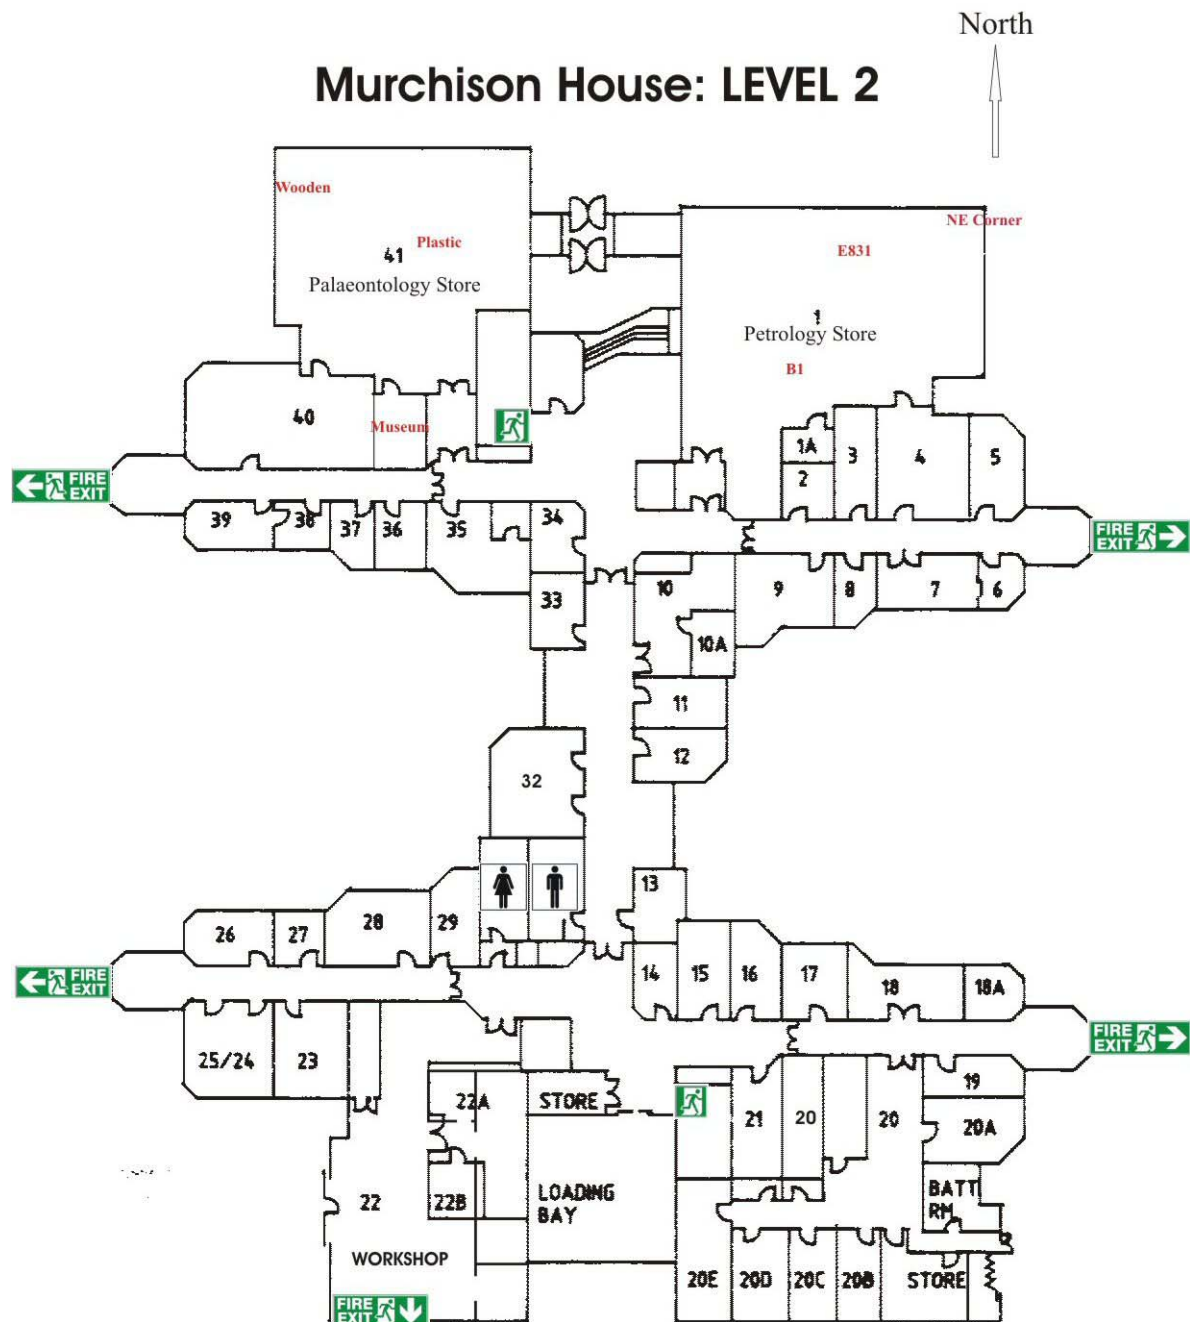 North
Murchison House: LEVEL 2
Wooden
Plastic
41
Palaeontology Store
NE Corner
E831
1
Petrology Store
B1
40
Museum
1A
2
3
4
5
FIRE
EXIT
39
38
37
36
35
34
33
FIRE
EXIT
10
9
8
7
6
10A
11
12
32
13
26
27
28
29
14
15
16
17
18
18A
FIRE
EXIT
25/24
23
FIRE
EXIT
22A
STORE
21
20
20
19
20A
22
22B
LOADING
BAY
BATT
RM
WORKSHOP
20E
20D
20C
20B
STORE
FIRE
EXIT